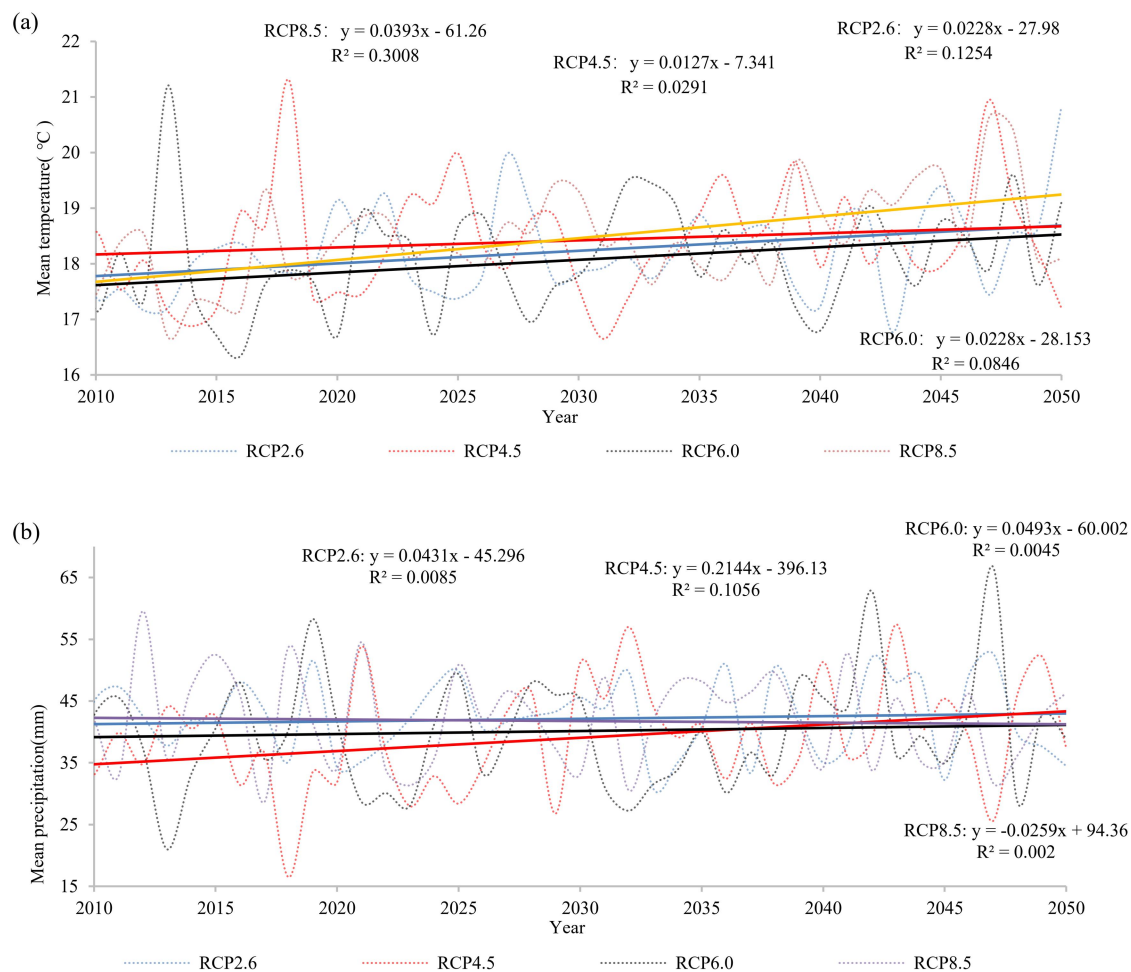 (a)
RCP8.5: y = 0.0393x - 61.26
R² = 0.3008
RCP4.5: y = 0.0127x - 7.341
R² = 0.0291
RCP2.6: y = 0.0228x - 27.98
R² = 0.1254
22
21
20
19
18
17
16
Mean temperature( °C )
RCP6.0: y = 0.0228x - 28.153
R² = 0.0846
2010 2015 2020 2025 2030 2035 2040 2045 2050
Year
RCP2.6 RCP4.5 RCP6.0 RCP8.5
(b)
RCP2.6: y = 0.0431x - 45.296
R² = 0.0085
RCP4.5: y = 0.2144x - 396.13
R² = 0.1056
RCP6.0: y = 0.0493x - 60.002
R² = 0.0045
65
55
45
35
25
15
Mean precipitation(mm)
RCP8.5: y = -0.0259x + 94.36
R² = 0.002
2010 2015 2020 2025 2030 2035 2040 2045 2050
Year
RCP2.6 RCP4.5 RCP6.0 RCP8.5